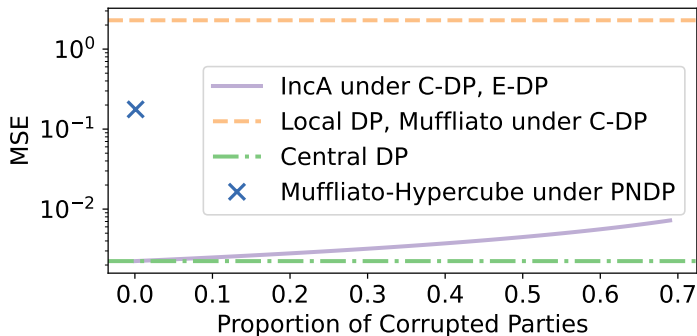 MSE
10⁰
10⁻¹
10⁻²
IncA under C-DP, E-DP
Local DP, Muffliato under C-DP
Central DP
Muffliato-Hypercube under PNDP
0.0 0.1 0.2 0.3 0.4 0.5 0.6 0.7
Proportion of Corrupted Parties